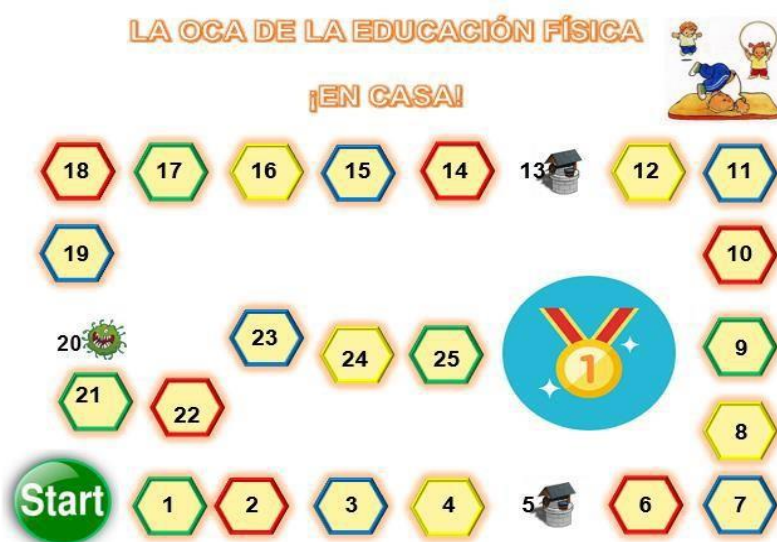 LA OCA DE LA EDUCACIÓN FÍSICA
¡EN CASA!
18 17 16 15 14 13 12 11
19 10
20 23 24 25 1 9
21 22 8
Start 1 2 3 4 5 6 7